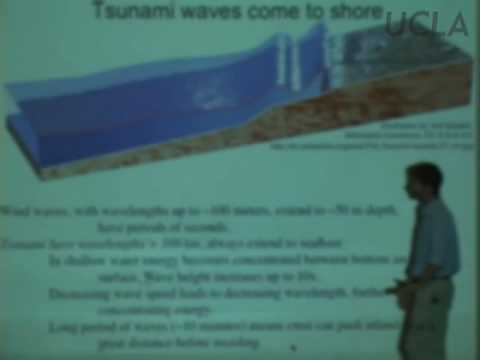 Tsunami waves come to shore
UCLA
Wind waves, with wavelengths up to ~100 meters, extend to ~50 m depth,
have periods of seconds.
Tsunami have wavelengths > 100 km, always extend to seafloor.
In shallow water energy becomes concentrated between bottom
surface. Wave height increases up to 10x.
Decreasing wave speed leads to decreasing wavelength, further
concentrating energy.
Long period of waves (~10 minutes) means crest can push inland
great distance before receding.